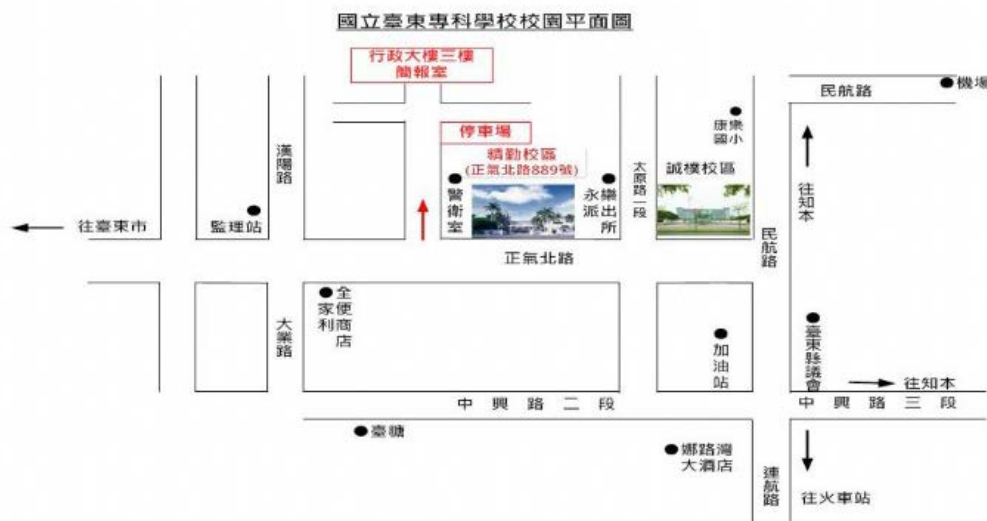 國立臺東專科學校校園平面圖
行政大樓三樓
簡報室
民航路
機場
停車場
康樂
國小
漢陽路
精勤校區
(正氣北路889號)
太原路一段
誠樸校區
警衛室
永樂
派出所
往知本
往臺東市
監理站
民航路
正氣北路
全家
便利
商店
大業路
加油站
臺東縣議會
往知本
中興路二段
中興路三段
臺糖
娜路灣
大酒店
連航路
往火車站